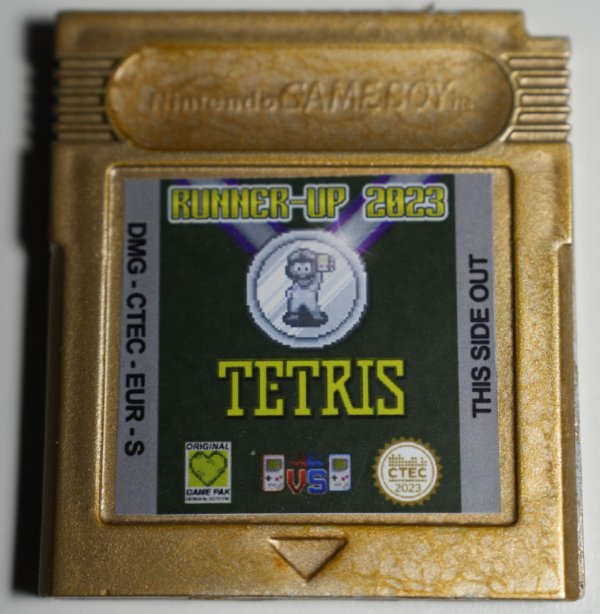 Nintendo GAME BOY TM
RUNNER-UP 2023
DMG - CTEC - EUR - S
THIS SIDE OUT
TETRIS
ORIGINAL
GAME PAK
VS
CTEC
2023